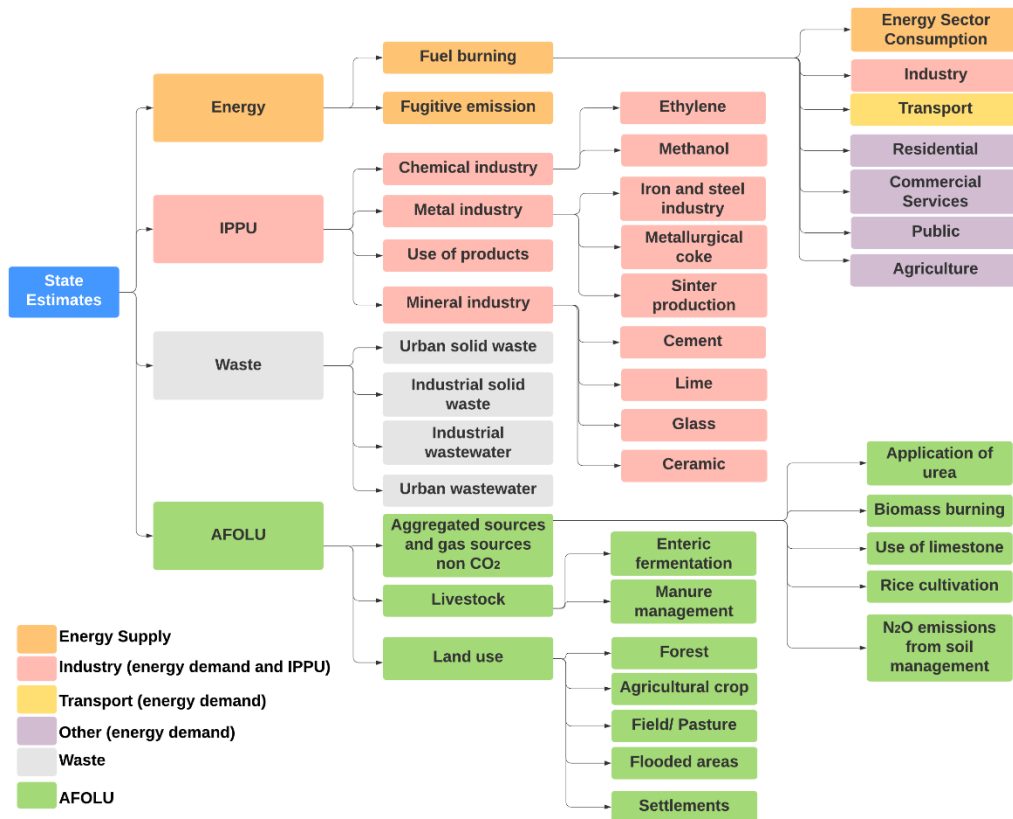 State
Estimates
Energy
IPPU
Waste
AFOLU
Fuel burning
Fugitive emission
Chemical industry
Metal industry
Use of products
Mineral industry
Urban solid waste
Industrial solid
waste
Industrial
wastewater
Urban wastewater
Aggregated sources
and gas sources
non CO₂
Livestock
Land use
Ethylene
Methanol
Iron and steel
industry
Metallurgical
coke
Sinter
production
Cement
Lime
Glass
Ceramic
Enteric
fermentation
Manure
management
Forest
Agricultural crop
Field/ Pasture
Flooded areas
Settlements
Energy Sector
Consumption
Industry
Transport
Residential
Commercial
Services
Public
Agriculture
Application of
urea
Biomass burning
Use of limestone
Rice cultivation
N₂O emissions
from soil
management
Energy Supply
Industry (energy demand and IPPU)
Transport (energy demand)
Other (energy demand)
Waste
AFOLU